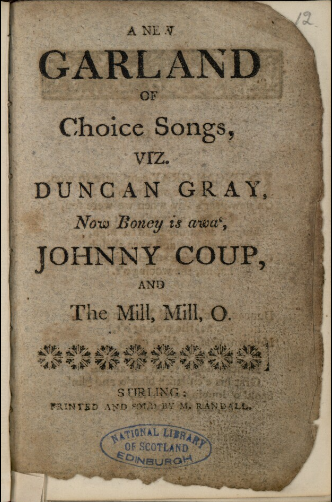 12
A NEW
GARLAND
OF
Choice Songs,
VIZ.
DUNCAN GRAY,
Now Boney is awa',
JOHNNY COUP,
AND
The Mill, Mill, O.
STIRLING:
PRINTED AND SOLD BY M. RANDALL.
NATIONAL LIBRARY
OF SCOTLAND
EDINBURGH